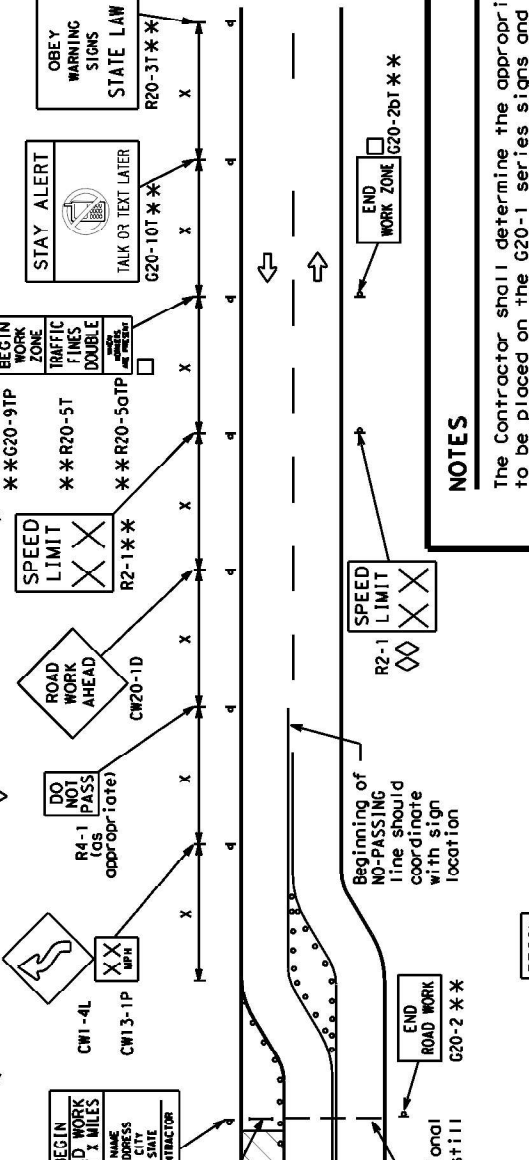 OBEY
WARNING
SIGNS
STATE LAW
R20-3T**
STAY ALERT
TALK OR TEXT LATER
G20-10T**
BEGIN
WORK
ZONE
TRAFFIC
FINES
DOUBLE
WHEN
WORKERS
ARE PRESENT
**G20-9TP
**R20-5T
**R20-5aTP
SPEED
LIMIT
XX
R2-1**
ROAD
WORK
AHEAD
CW20-1D
DO
NOT
PASS
R4-1
(as
appropriate)
CW1-4L
XX
MPH
CW13-1P
BEGIN
X MILES
NAME
CITY
STATE
X
X
X
X
X
X
X
END
WORK ZONE
G20-2bT**
SPEED
LIMIT
XX
R2-1
Beginning of
NO-PASSING
line should
coordinate
with sign
location
END
ROAD WORK
G20-2**
NOTES
The Contractor shall determine the appropri
to be placed on the G20-1 series signs and